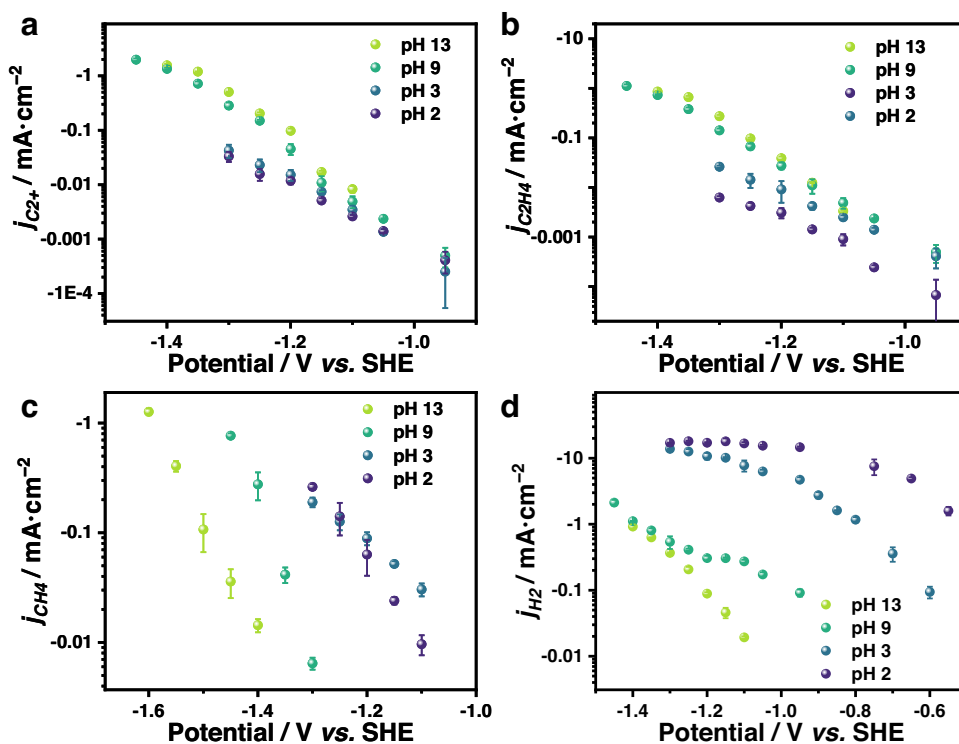 a
-1
-0.1
-0.01
-0.001
-1E-4
j_C2+ / mA·cm⁻²
-1.4
-1.2
-1.0
Potential / V vs. SHE
pH 13
pH 9
pH 3
pH 2
b
-10
-0.1
-0.001
j_C2H4 / mA·cm⁻²
-1.4
-1.2
-1.0
Potential / V vs. SHE
pH 13
pH 9
pH 3
pH 2
c
-1
-0.1
-0.01
j_CH4 / mA·cm⁻²
-1.6
-1.4
-1.2
-1.0
Potential / V vs. SHE
pH 13
pH 9
pH 3
pH 2
d
-10
-1
-0.1
-0.01
j_H2 / mA·cm⁻²
-1.4
-1.2
-1.0
-0.8
-0.6
Potential / V vs. SHE
pH 13
pH 9
pH 3
pH 2